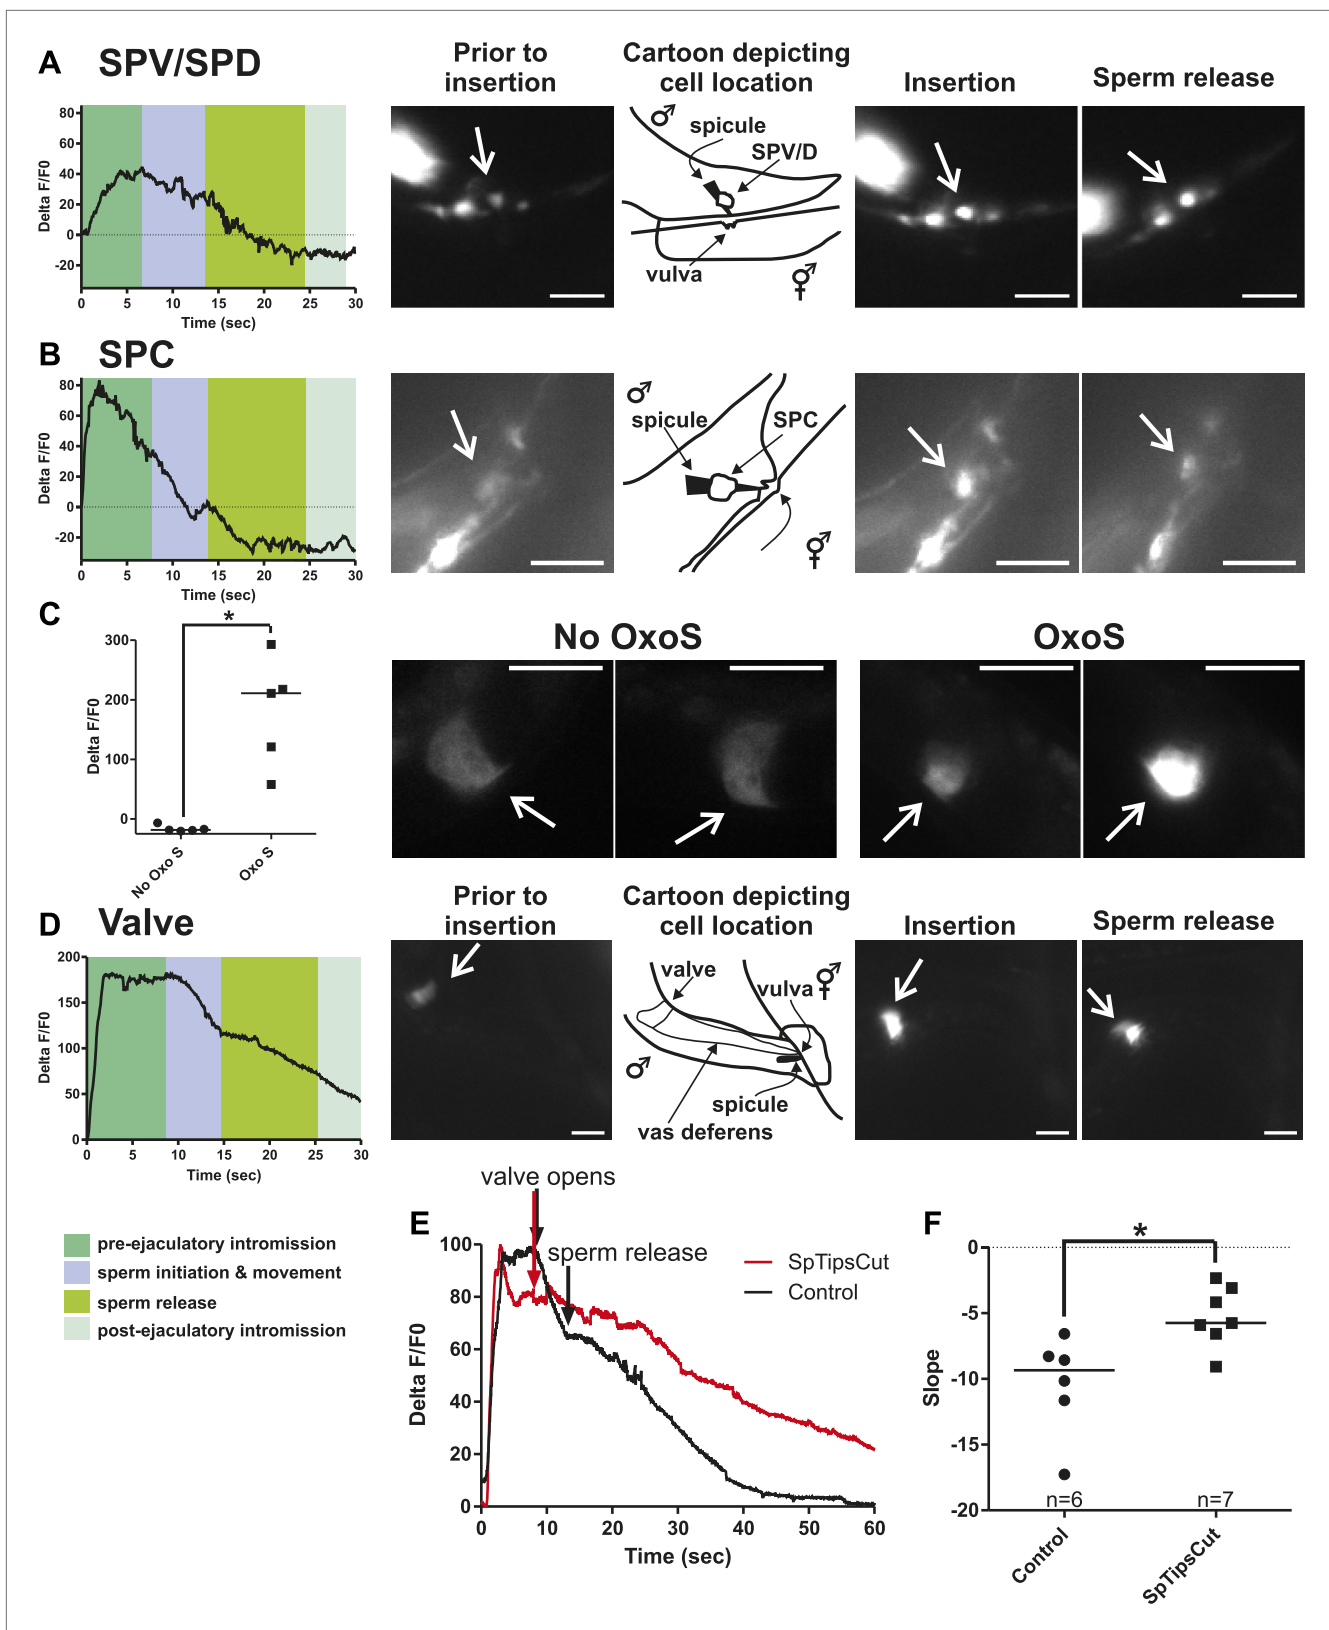 A SPV/SPD
Prior to
insertion
Cartoon depicting
cell location
Insertion
Sperm release
80
60
40
20
0
-20
Delta F/F0
0 5 10 15 20 25 30
Time (sec)
♂
spicule
SPV/D
vulva
⚥
B SPC
80
60
40
20
0
-20
Delta F/F0
0 5 10 15 20 25 30
Time (sec)
♂
spicule
SPC
⚥
C
*
300
200
100
0
Delta F/F0
No Oxo S
Oxo S
No OxoS
OxoS
D Valve
Prior to
insertion
Cartoon depicting
cell location
Insertion
Sperm release
200
150
100
50
0
Delta F/F0
0 5 10 15 20 25 30
Time (sec)
valve
vulva ⚥
♂
spicule
vas deferens
pre-ejaculatory intromission
sperm initiation & movement
sperm release
post-ejaculatory intromission
E
valve opens
sperm release
SpTipsCut
Control
100
80
60
40
20
0
Delta F/F0
0 10 20 30 40 50 60
Time (sec)
F
*
0
-5
-10
-15
-20
Slope
n=6
n=7
Control
SpTipsCut